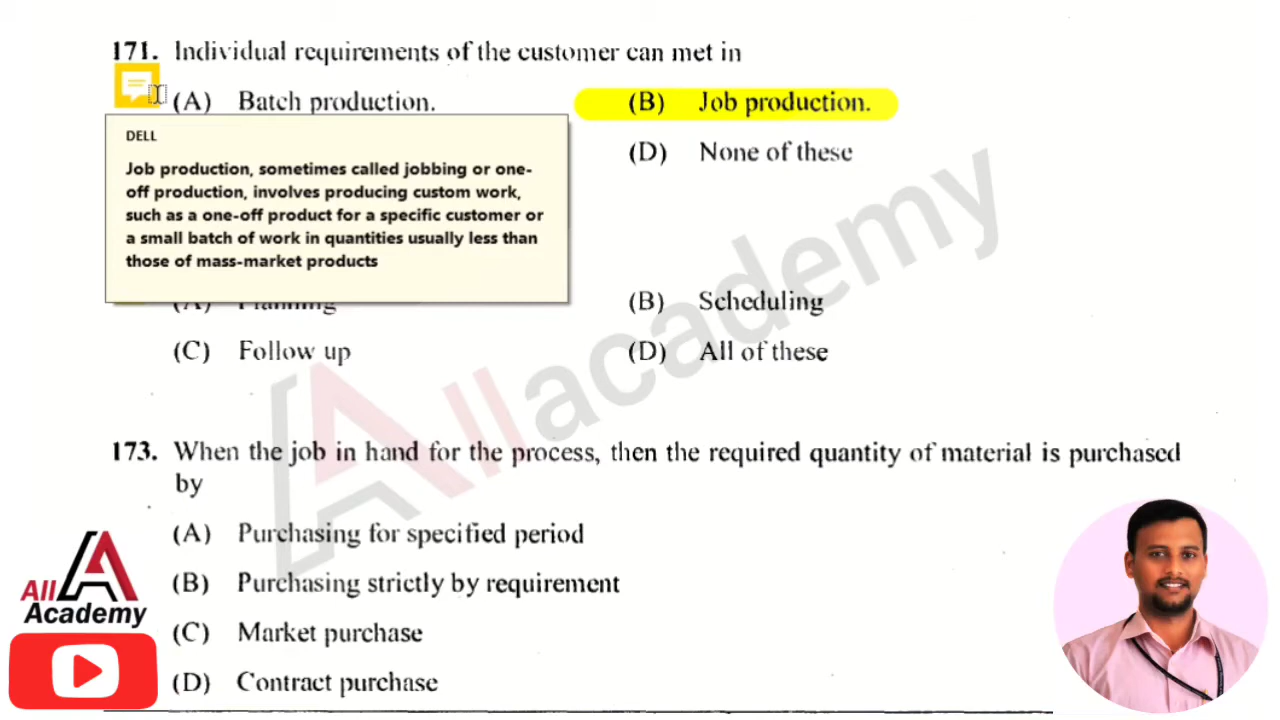 171. Individual requirements of the customer can met in
(A) Batch production.
(B) Job production.
DELL
Job production, sometimes called jobbing or one-
off production, involves producing custom work,
such as a one-off product for a specific customer or
a small batch of work in quantities usually less than
those of mass-market products
(D) None of these
(A) Planning
(B) Scheduling
(C) Follow up
(D) All of these
173. When the job in hand for the process, then the required quantity of material is purchased
by
(A) Purchasing for specified period
(B) Purchasing strictly by requirement
(C) Market purchase
(D) Contract purchase
All academy
All
Academy